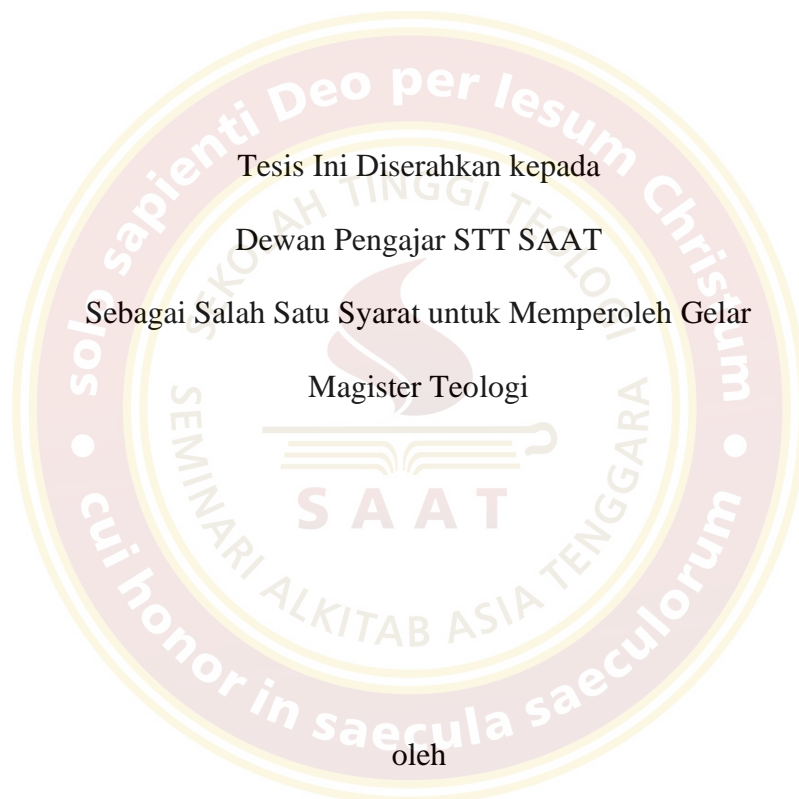 Tesis Ini Diserahkan kepada
Dewan Pengajar STT SAAT
Sebagai Salah Satu Syarat untuk Memperoleh Gelar
Magister Teologi
oleh
solo sapienti Deo per Iesum Christum
cui honor in saecula saeculorum
SEKOLAH TINGGI TEOLOGI
SEMINARI ALKITAB ASIA TENGGARA
SAAT